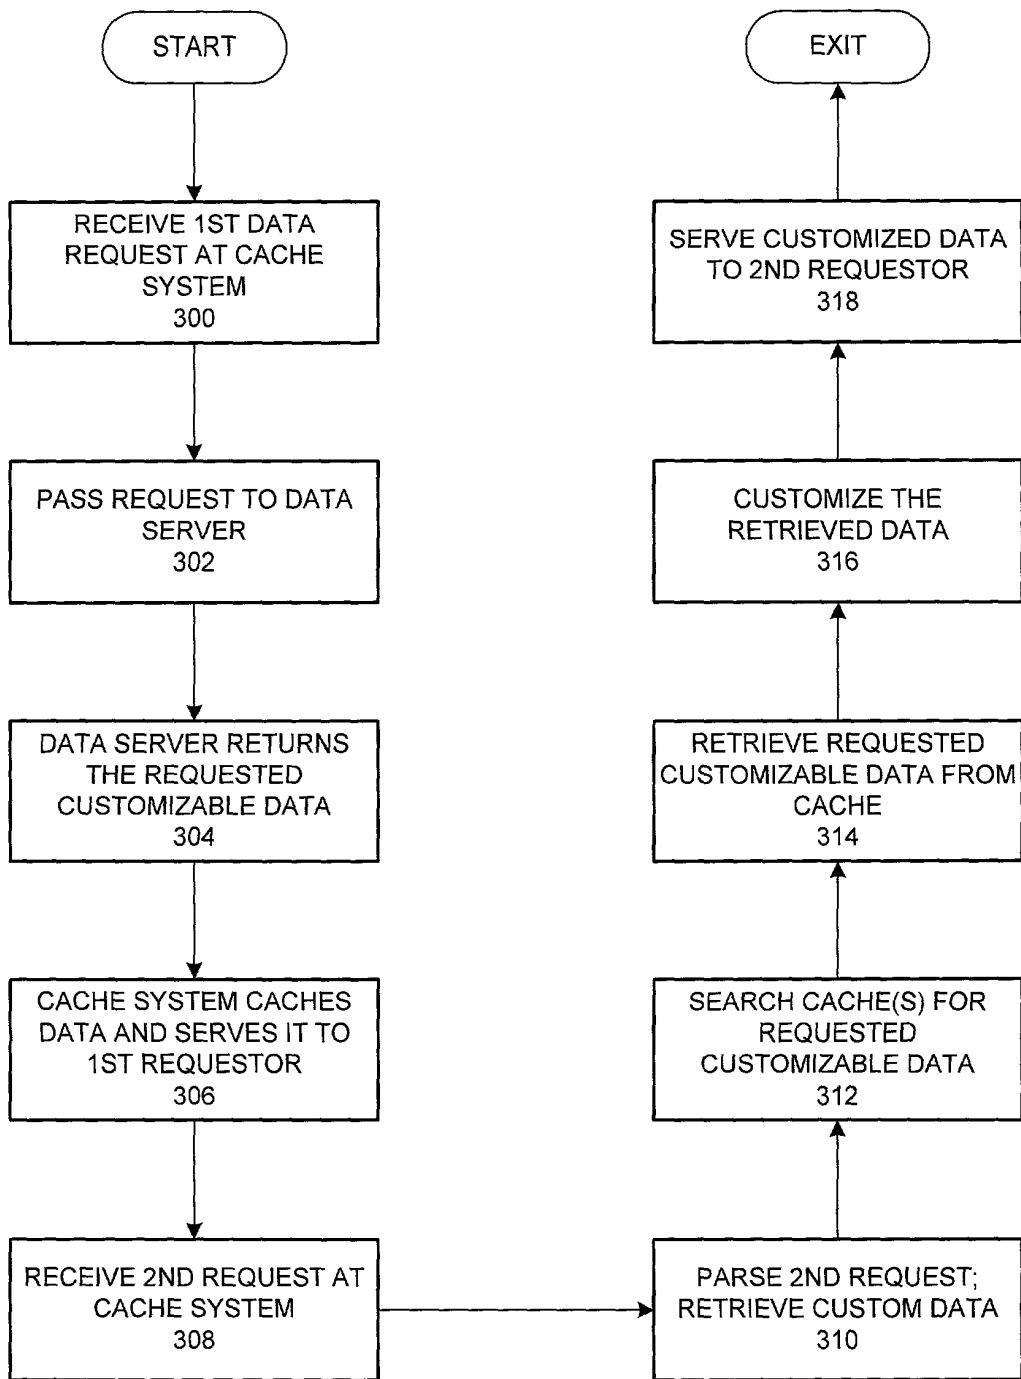 START
RECEIVE 1ST DATA
REQUEST AT CACHE
SYSTEM
300
PASS REQUEST TO DATA
SERVER
302
DATA SERVER RETURNS
THE REQUESTED
CUSTOMIZABLE DATA
304
CACHE SYSTEM CACHES
DATA AND SERVES IT TO
1ST REQUESTOR
306
RECEIVE 2ND REQUEST AT
CACHE SYSTEM
308
PARSE 2ND REQUEST;
RETRIEVE CUSTOM DATA
310
SEARCH CACHE(S) FOR
REQUESTED
CUSTOMIZABLE DATA
312
RETRIEVE REQUESTED
CUSTOMIZABLE DATA FROM
CACHE
314
CUSTOMIZE THE
RETRIEVED DATA
316
SERVE CUSTOMIZED DATA
TO 2ND REQUESTOR
318
EXIT